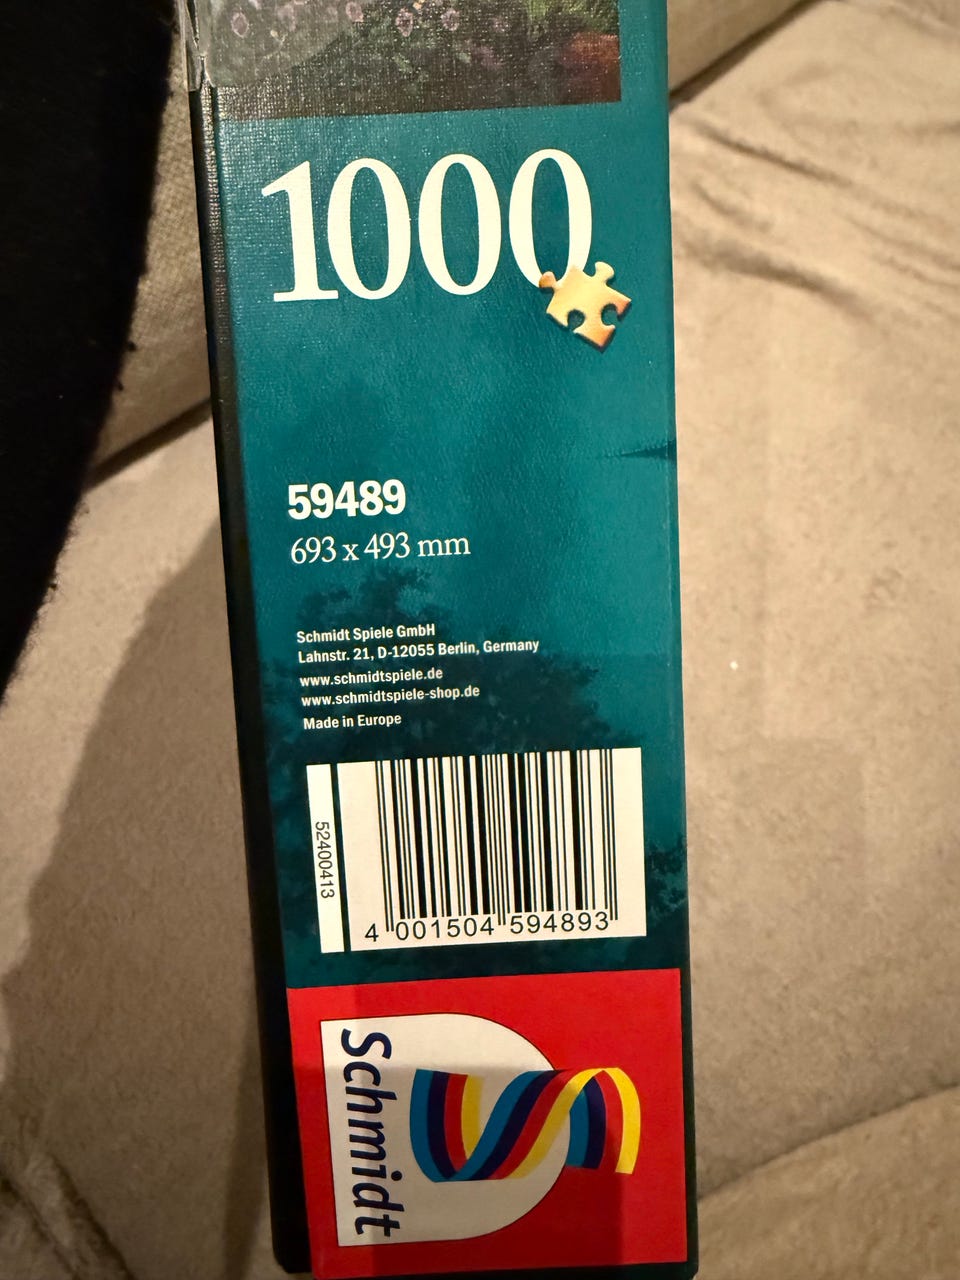 1000
59489
693 x 493 mm
Schmidt Spiele GmbH
Lahnstr. 21, D-12055 Berlin, Germany
www.schmidtspiele.de
www.schmidtspiele-shop.de
Made in Europe
52400413
4 001504 594893
Schmidt